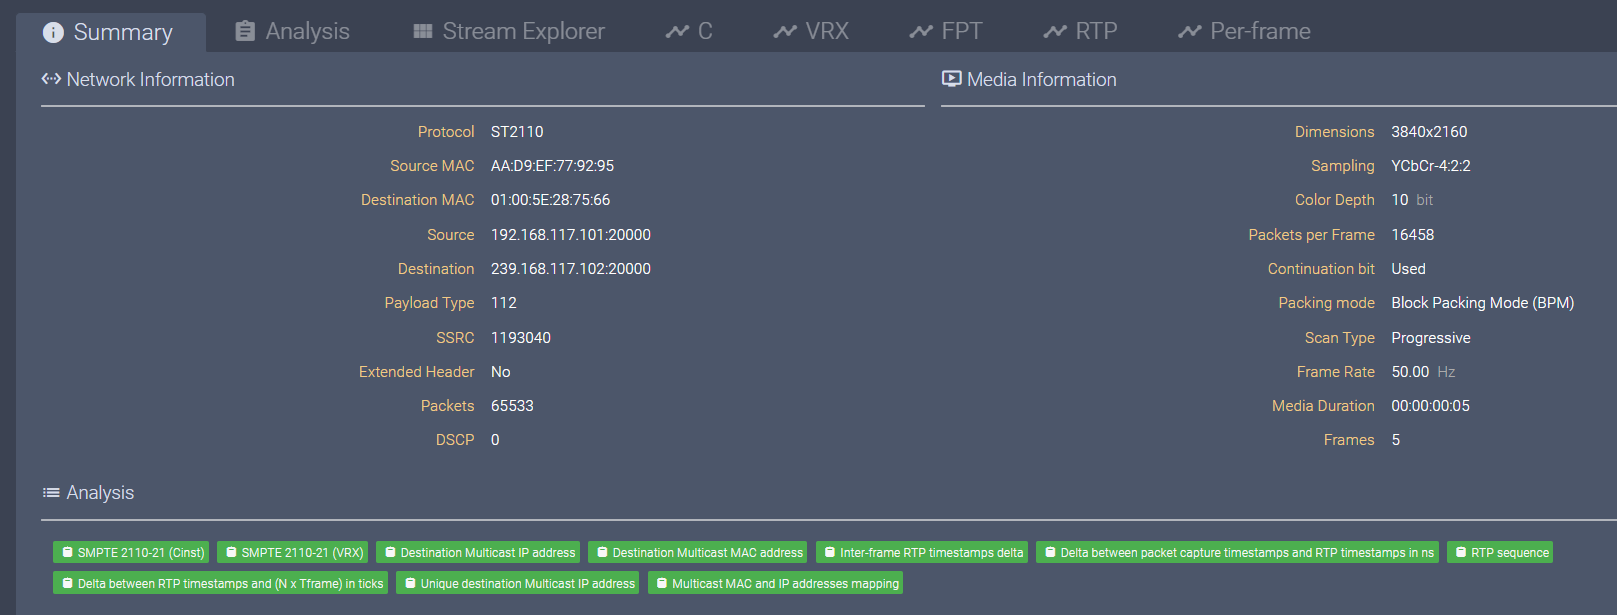 Summary Analysis Stream Explorer C VRX FPT RTP Per-frame
Network Information
Protocol ST2110
Source MAC AA:D9:EF:77:92:95
Destination MAC 01:00:5E:28:75:66
Source 192.168.117.101:20000
Destination 239.168.117.102:20000
Payload Type 112
SSRC 1193040
Extended Header No
Packets 65533
DSCP 0
Media Information
Dimensions 3840x2160
Sampling YCbCr-4:2:2
Color Depth 10 bit
Packets per Frame 16458
Continuation bit Used
Packing mode Block Packing Mode (BPM)
Scan Type Progressive
Frame Rate 50.00 Hz
Media Duration 00:00:00:05
Frames 5
Analysis
SMPTE 2110-21 (Cinst) SMPTE 2110-21 (VRX) Destination Multicast IP address Destination Multicast MAC address Inter-frame RTP timestamps delta Delta between packet capture timestamps and RTP timestamps in ns RTP sequence
Delta between RTP timestamps and (N x Tframe) in ticks Unique destination Multicast IP address Multicast MAC and IP addresses mapping